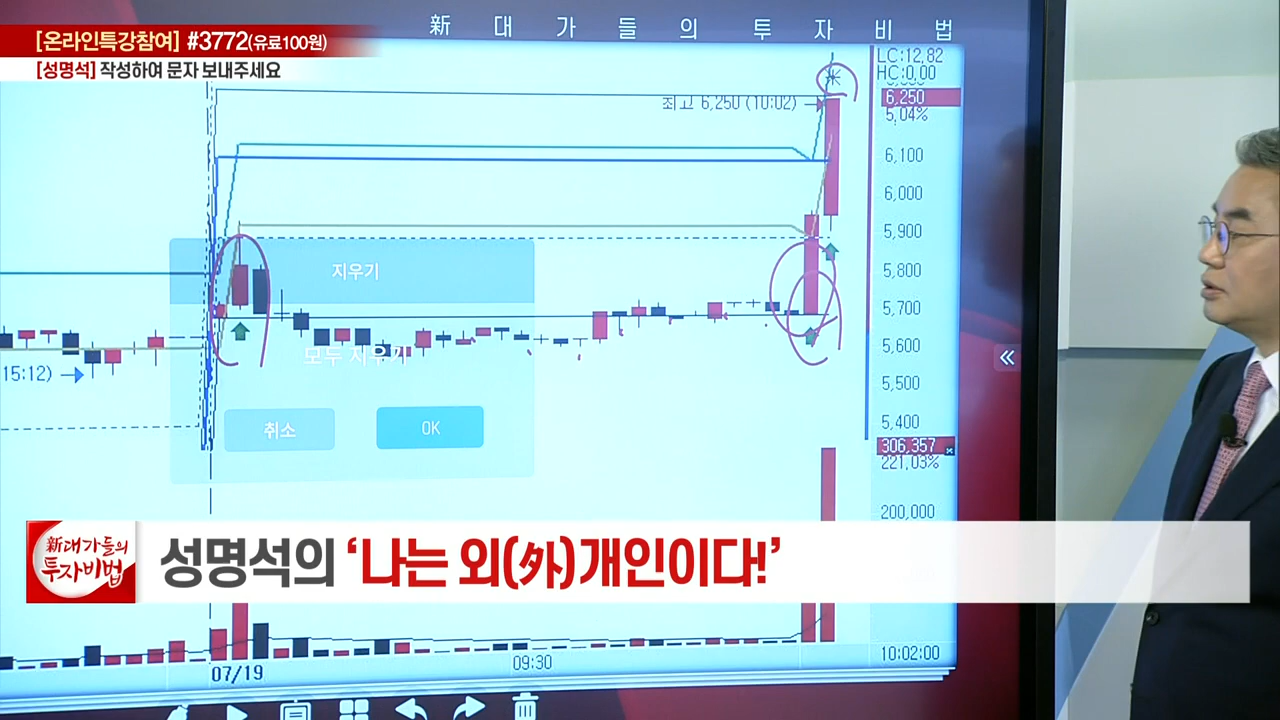 [온라인특강참여] #3772(유료100원)
[성명석] 작성하여 문자 보내주세요
新 대 가 들 의 투 자 비 법
LC:12,82
HC:0,00
최고 6,250 (10:02)
6,250
5,04%
6,100
6,000
5,900
5,800
5,700
5,600
5,500
5,400
306,357
221,03%
200,000
지우기
모두 지우기
취소
OK
15:12)
新대가들의
투자비법
성명석의 ‘나는 외(外)개인이다!’
07/19
09:30
10:02:00